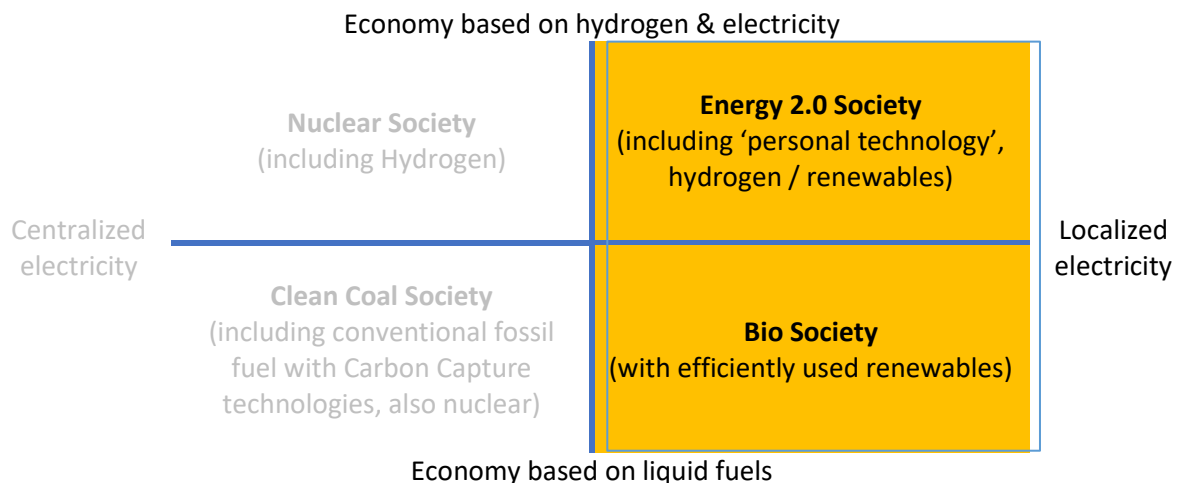 Economy based on hydrogen & electricity
Nuclear Society
(including Hydrogen)
Energy 2.0 Society
(including ‘personal technology’,
hydrogen / renewables)
Centralized
electricity
Localized
electricity
Clean Coal Society
(including conventional fossil
fuel with Carbon Capture
technologies, also nuclear)
Bio Society
(with efficiently used renewables)
Economy based on liquid fuels